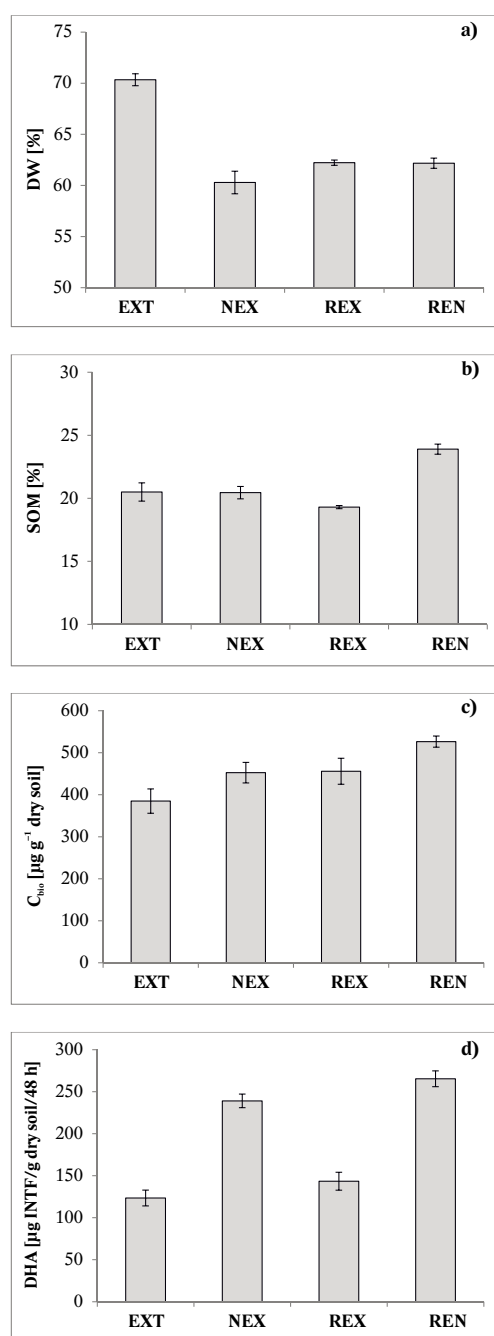 a)
DW [%]
75
70
65
60
55
50
EXT NEX REX REN
b)
SOM [%]
30
25
20
15
10
EXT NEX REX REN
c)
C_bio [µg g⁻¹ dry soil]
600
500
400
300
200
100
0
EXT NEX REX REN
d)
DHA [µg INTF/g dry soil/48 h]
300
250
200
150
100
50
0
EXT NEX REX REN